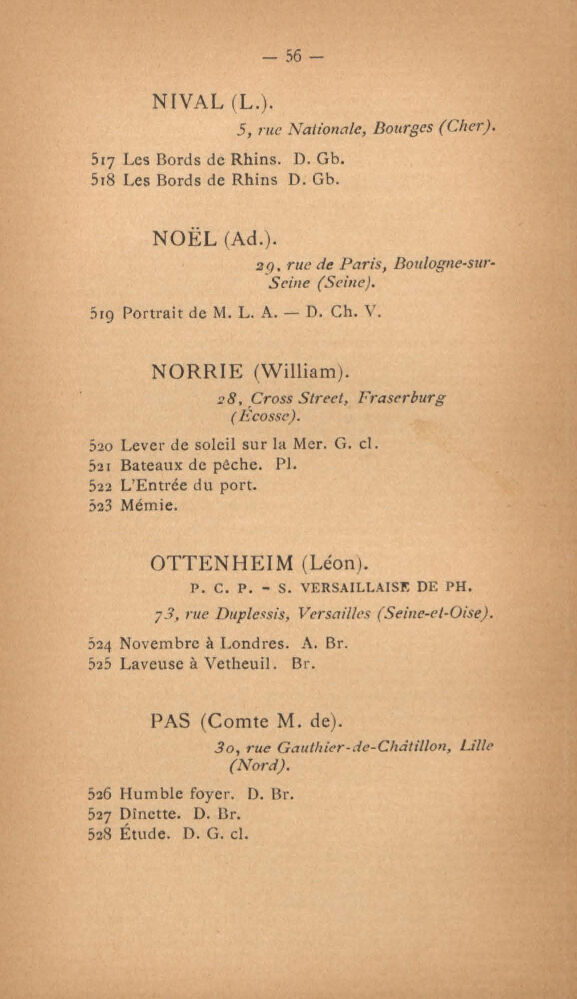 — 56 —
NIVAL (L.).
5, rue Nationale, Bourges (Cher).
517 Les Bords de Rhins. D. Gb.
518 Les Bords de Rhins D. Gb.
NOËL (Ad.).
29, rue de Paris, Boulogne-sur-
Seine (Seine).
519 Portrait de M. L. A. — D. Ch. V.
NORRIE (William).
28, Cross Street, Fraserburg
(Écosse).
520 Lever de soleil sur la Mer. G. cl.
521 Bateaux de pêche. Pl.
522 L'Entrée du port.
523 Mémie.
OTTENHEIM (Léon).
P. C. P. - S. VERSAILLAISE DE PH.
73, rue Duplessis, Versailles (Seine-et-Oise).
524 Novembre à Londres. A. Br.
525 Laveuse à Vetheuil. Br.
PAS (Comte M. de).
30, rue Gauthier-de-Châtillon, Lille
(Nord).
526 Humble foyer. D. Br.
527 Dînette. D. Br.
528 Étude. D. G. cl.